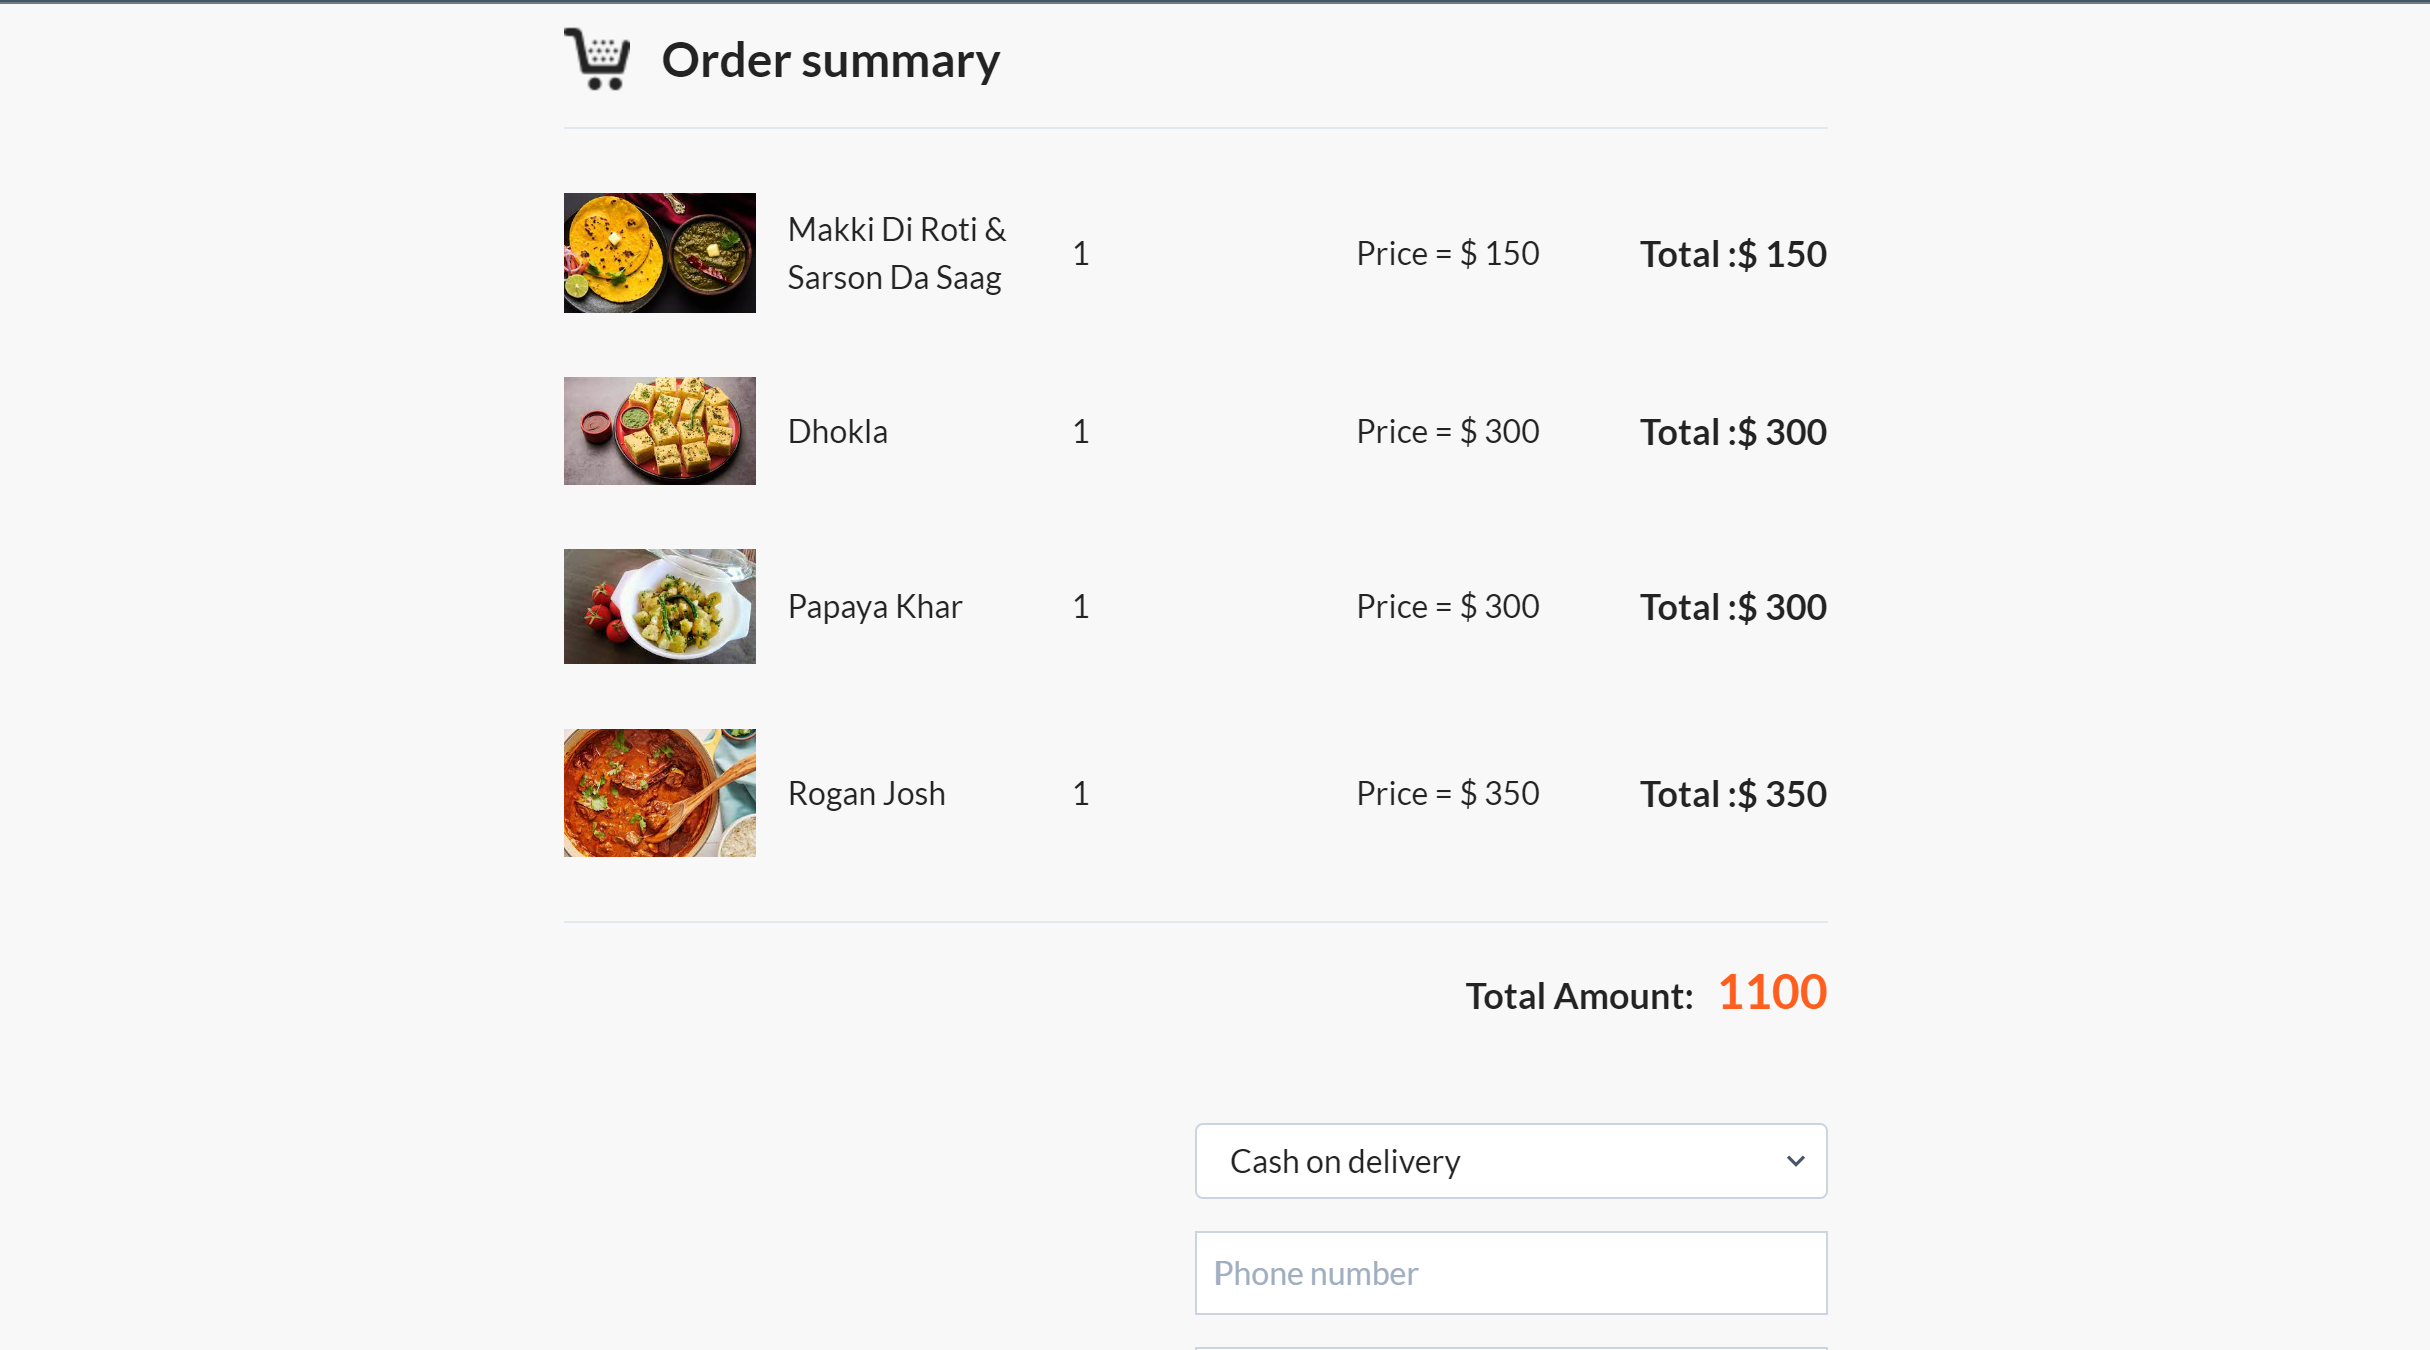 Order summary
Makki Di Roti &
Sarson Da Saag
1
Price = $ 150
Total :$ 150
Dhokla
1
Price = $ 300
Total :$ 300
Papaya Khar
1
Price = $ 300
Total :$ 300
Rogan Josh
1
Price = $ 350
Total :$ 350
Total Amount: 1100
Cash on delivery
Phone number